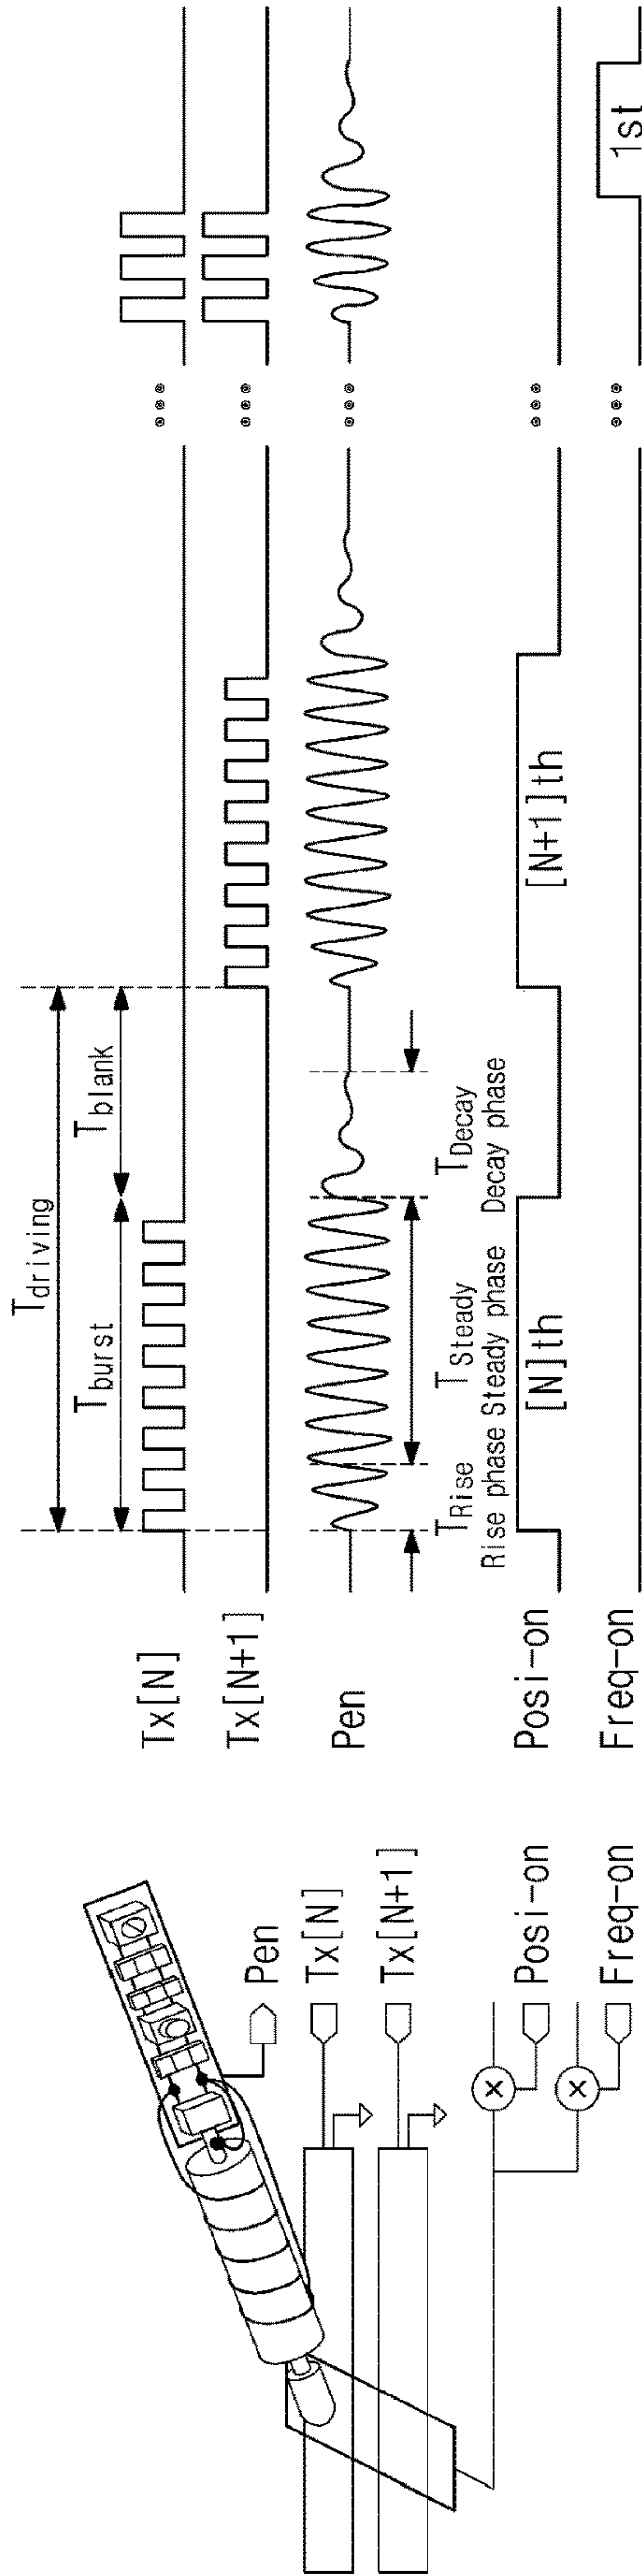 Pen
Tx[N]
Tx[N+1]
Posi-on
Freq-on
Tx[N]
Tx[N+1]
Pen
Posi-on
Freq-on
Tdriving
Tburst
Tblank
TRise
TSteady
TDecay
Rise phase Steady phase Decay phase
[N]th
[N+1]th
1st